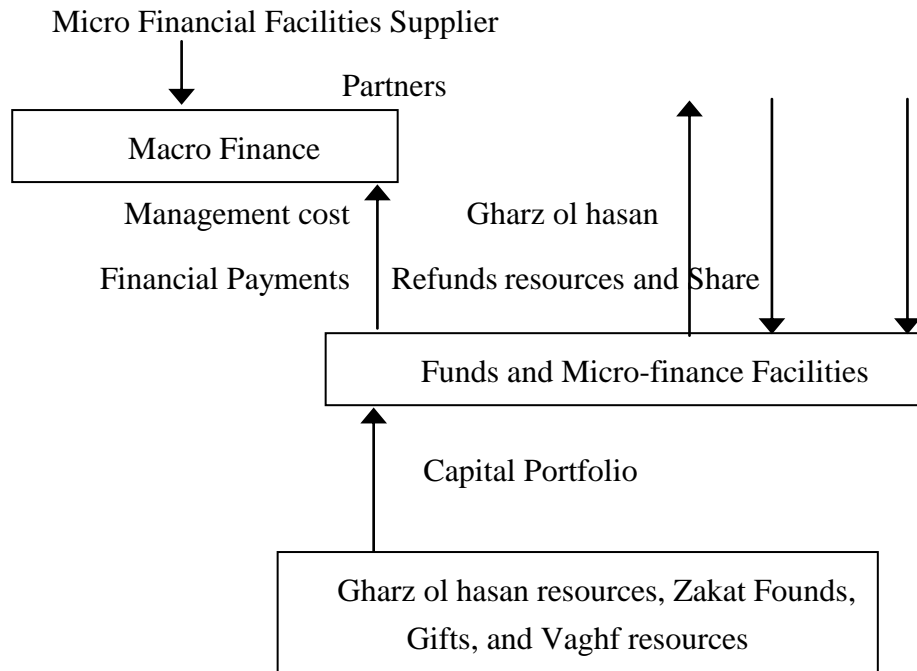 Micro Financial Facilities Supplier
Partners
Macro Finance
Management cost
Gharz ol hasan
Financial Payments
Refunds resources and Share
Funds and Micro-finance Facilities
Capital Portfolio
Gharz ol hasan resources, Zakat Founds,
Gifts, and Vaghf resources